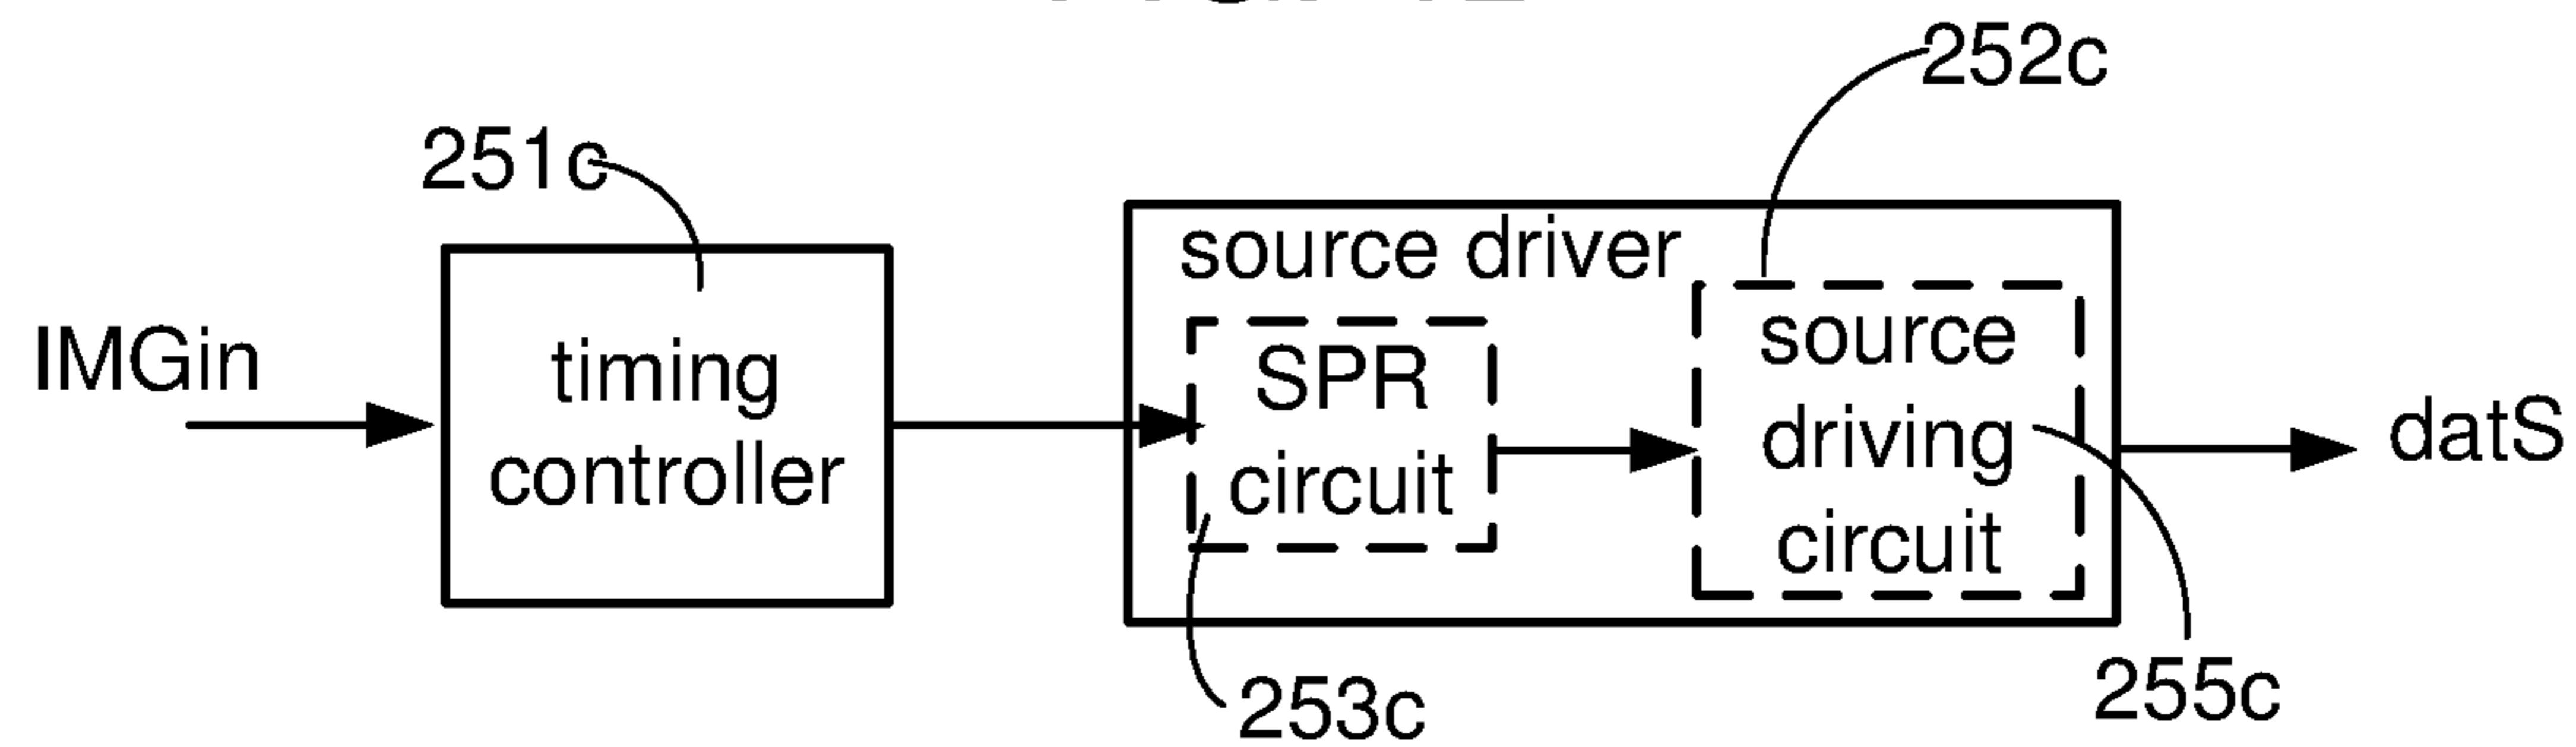 252c
251c
source driver
IMGin
timing
controller
SPR
circuit
source
driving
circuit
datS
253c
255c